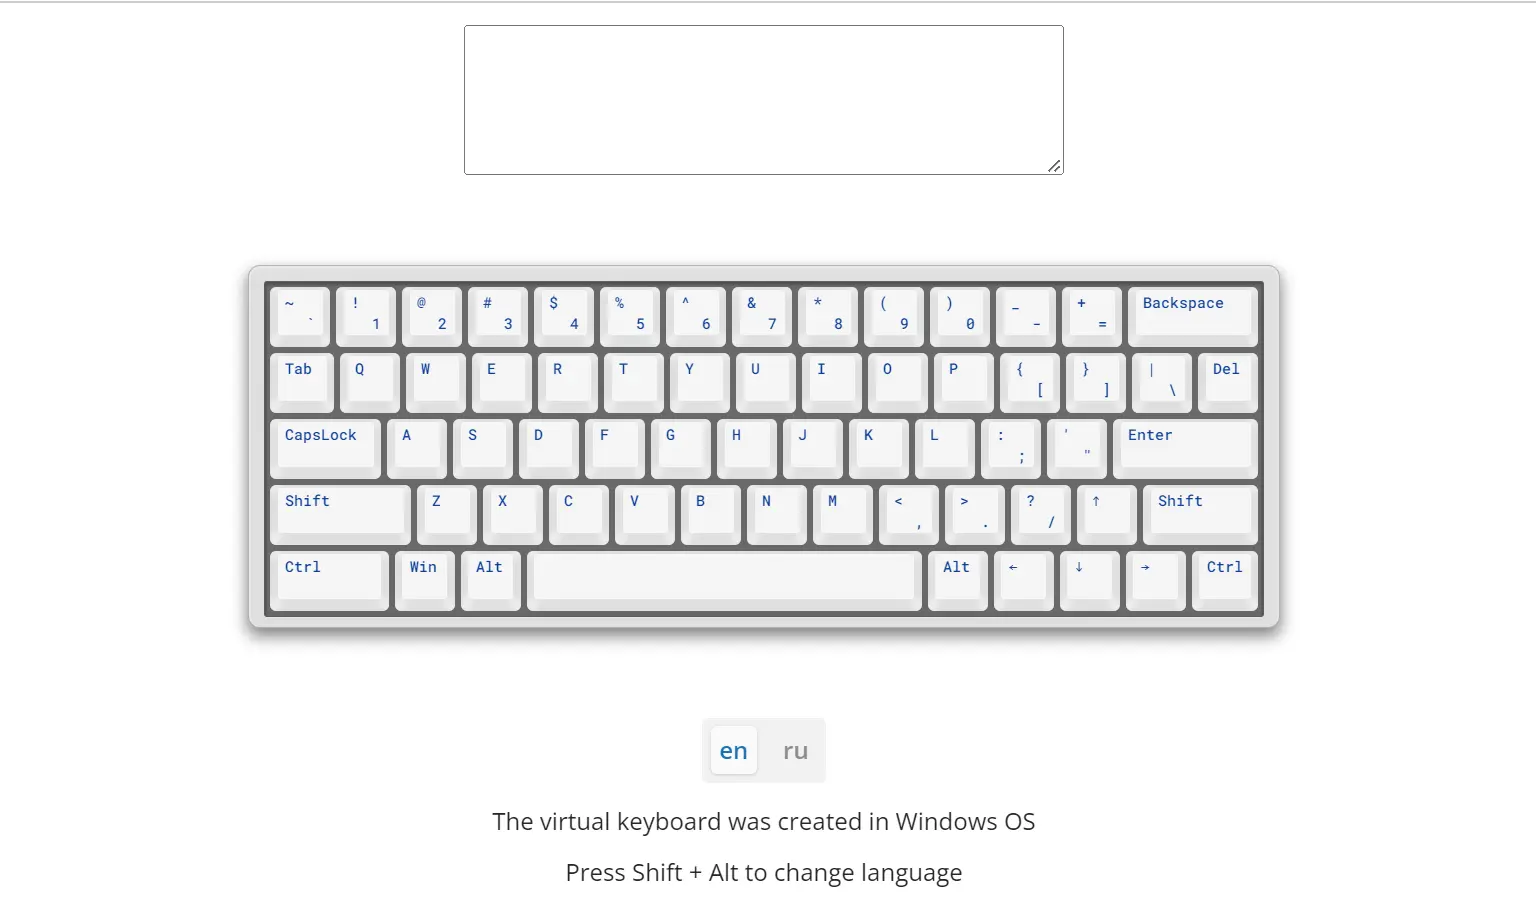 ~ ` ! 1 @ 2 # 3 $ 4 % 5 ^ 6 & 7 * 8 ( 9 ) 0 _ - + = Backspace
Tab Q W E R T Y U I O P { [ } ] | \ Del
CapsLock A S D F G H J K L : ; ' " Enter
Shift Z X C V B N M < , > . ? / ↑ Shift
Ctrl Win Alt Alt ← ↓ → Ctrl
en ru
The virtual keyboard was created in Windows OS
Press Shift + Alt to change language